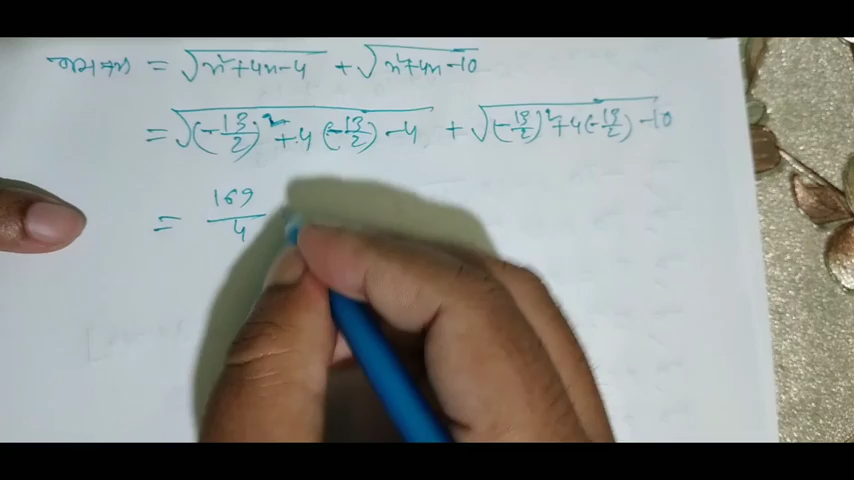 বামপক্ষ = √(x²+4x-4) + √(x²+4x-10)
= √((-13/2)²+4(-13/2)-4) + √((-13/2)²+4(-13/2)-10)
= 169/4